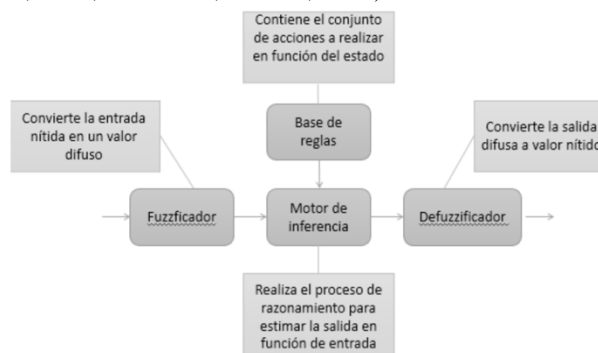 Contiene el conjunto
de acciones a realizar
en función del estado
Convierte la entrada
nítida en un valor
difuso
Base de
reglas
Convierte la salida
difusa a valor nítido
Fuzzficador
Motor de
inferencia
Defuzzificador
Realiza el proceso de
razonamiento para
estimar la salida en
función de entrada